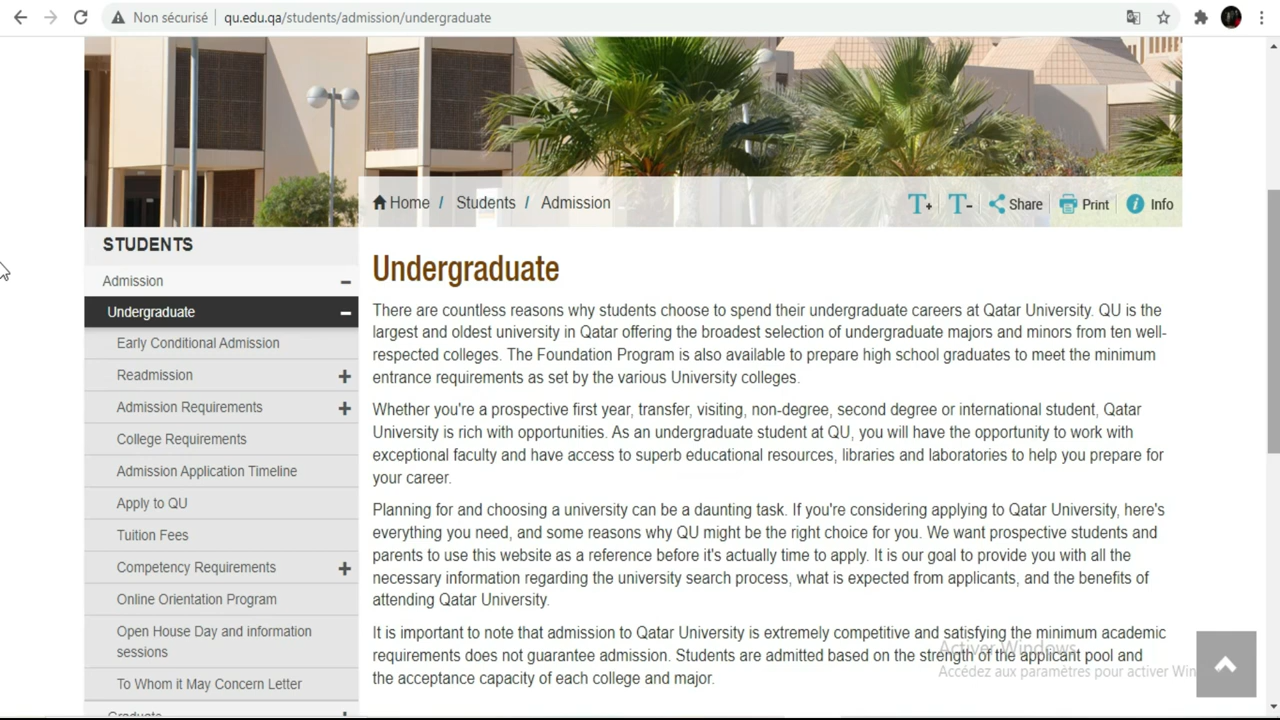 Non sécurisé
qu.edu.qa/students/admission/undergraduate
Home / Students / Admission
T+ T- Share Print Info
STUDENTS
Admission
Undergraduate
Early Conditional Admission
Readmission
Admission Requirements
College Requirements
Admission Application Timeline
Apply to QU
Tuition Fees
Competency Requirements
Online Orientation Program
Open House Day and information
sessions
To Whom it May Concern Letter
Graduate
Undergraduate
There are countless reasons why students choose to spend their undergraduate careers at Qatar University. QU is the
largest and oldest university in Qatar offering the broadest selection of undergraduate majors and minors from ten well-
respected colleges. The Foundation Program is also available to prepare high school graduates to meet the minimum
entrance requirements as set by the various University colleges.
Whether you're a prospective first year, transfer, visiting, non-degree, second degree or international student, Qatar
University is rich with opportunities. As an undergraduate student at QU, you will have the opportunity to work with
exceptional faculty and have access to superb educational resources, libraries and laboratories to help you prepare for
your career.
Planning for and choosing a university can be a daunting task. If you're considering applying to Qatar University, here's
everything you need, and some reasons why QU might be the right choice for you. We want prospective students and
parents to use this website as a reference before it's actually time to apply. It is our goal to provide you with all the
necessary information regarding the university search process, what is expected from applicants, and the benefits of
attending Qatar University.
It is important to note that admission to Qatar University is extremely competitive and satisfying the minimum academic
requirements does not guarantee admission. Students are admitted based on the strength of the applicant pool and
the acceptance capacity of each college and major.
Activer Windows
Accédez aux paramètres pour activer Win